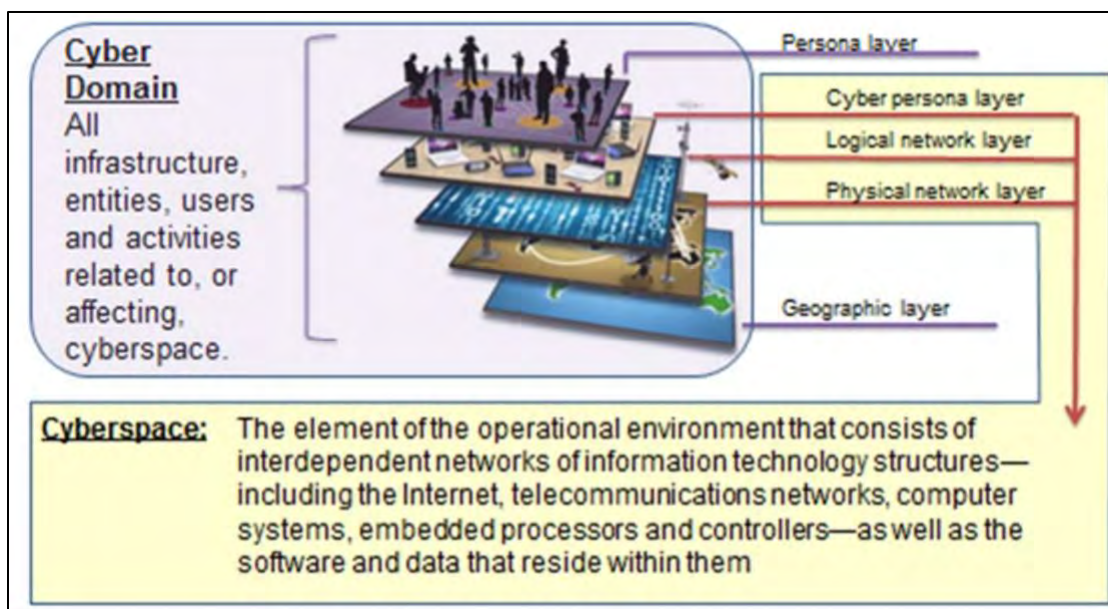 Cyber
Domain
All
infrastructure,
entities, users
and activities
related to, or
affecting,
cyberspace.
Persona layer
Cyber persona layer
Logical network layer
Physical network layer
Geographic layer
Cyberspace: The element of the operational environment that consists of
interdependent networks of information technology structures—
including the Internet, telecommunications networks, computer
systems, embedded processors and controllers—as well as the
software and data that reside within them